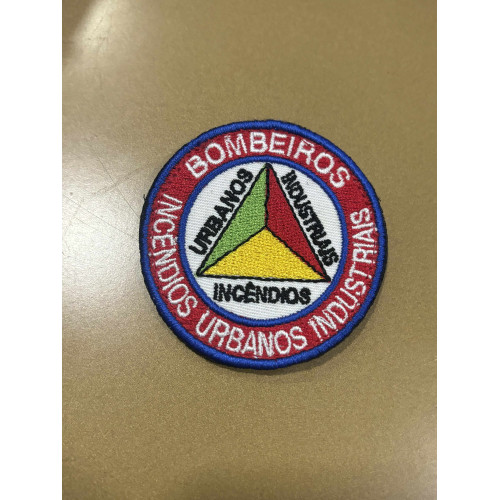 BOMBEIROS
INCÊNDIOS URBANOS INDUSTRIAIS
URBANOS
INDUSTRIAIS
INCÊNDIOS